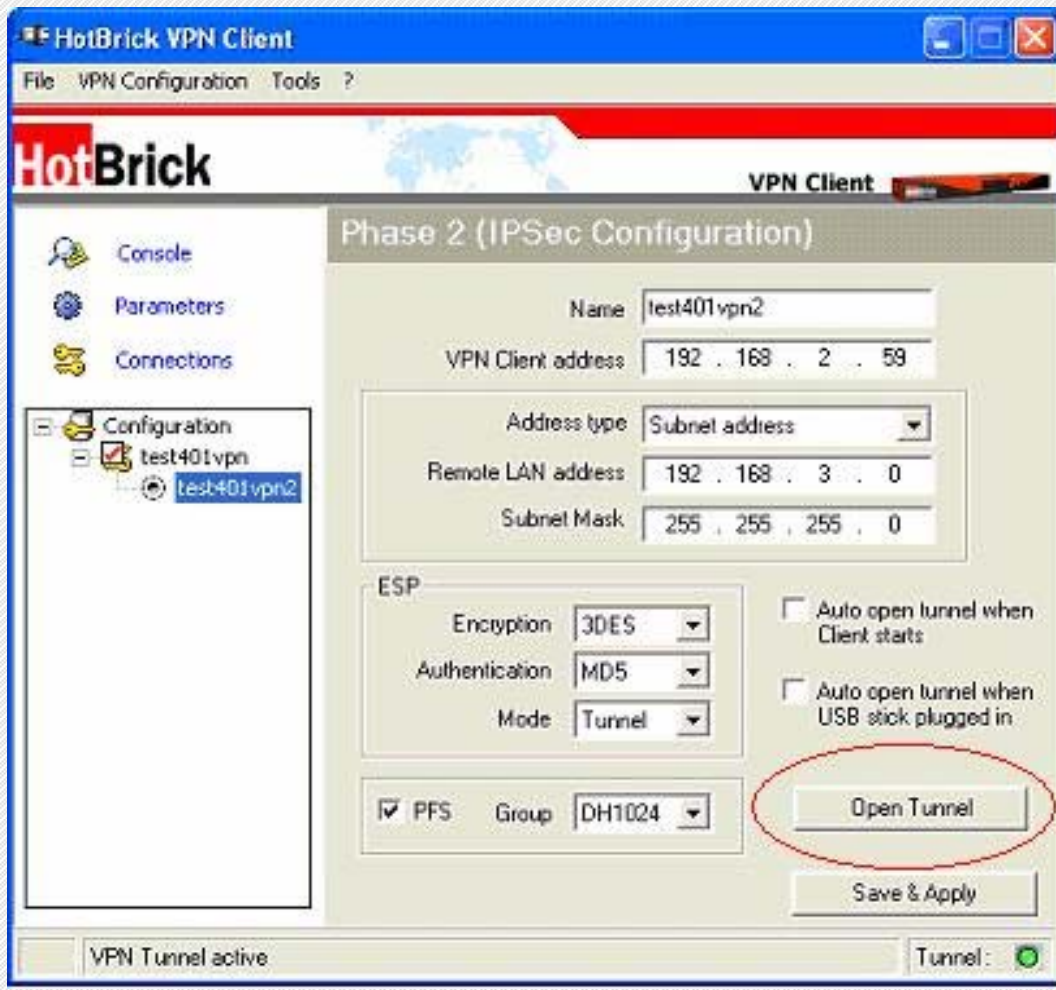 HotBrick VPN Client
File VPN Configuration Tools ?
HotBrick
VPN Client
Console
Parameters
Connections
Configuration
test401vpn
test401vpn2
Phase 2 (IPSec Configuration)
Name test401vpn2
VPN Client address 192 . 168 . 2 . 59
Address type Subnet address
Remote LAN address 192 . 168 . 3 . 0
Subnet Mask 255 . 255 . 255 . 0
ESP
Encryption 3DES
Authentication MD5
Mode Tunnel
Auto open tunnel when
Client starts
Auto open tunnel when
USB stick plugged in
PFS Group DH1024
Open Tunnel
Save & Apply
VPN Tunnel active
Tunnel: